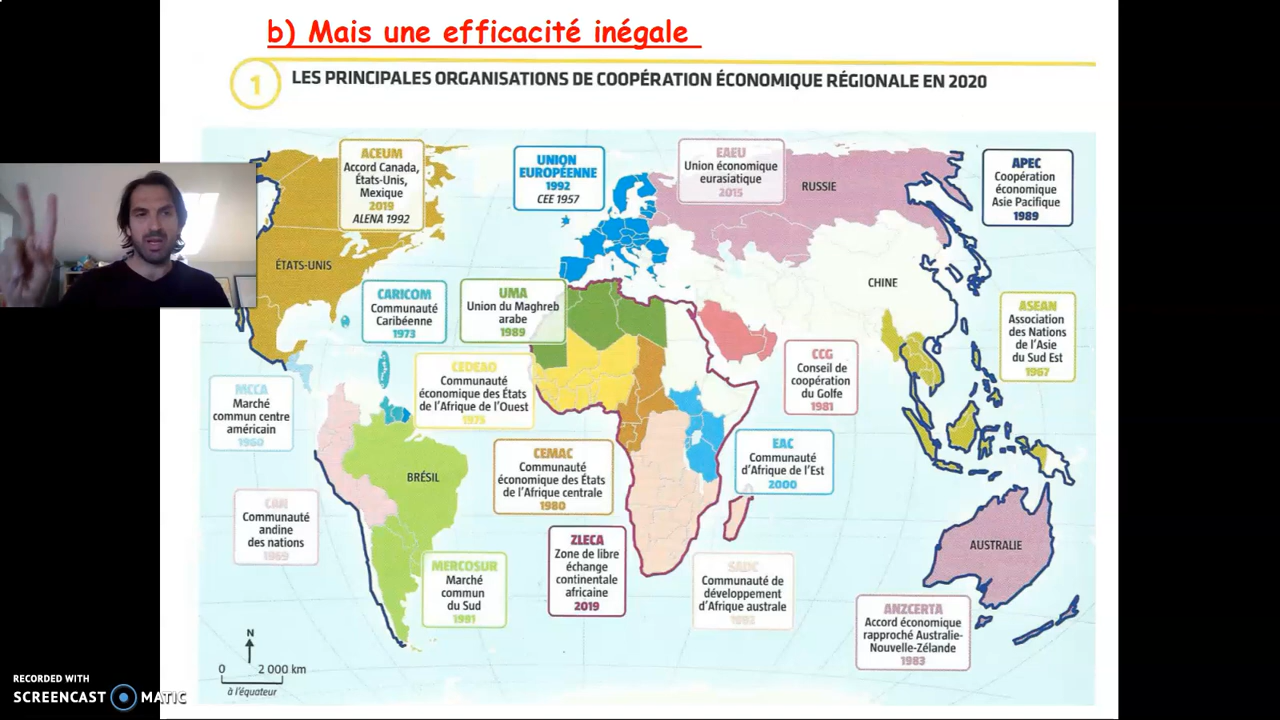 b) Mais une efficacité inégale
1
LES PRINCIPALES ORGANISATIONS DE COOPÉRATION ÉCONOMIQUE RÉGIONALE EN 2020
ACEUM
Accord Canada,
États-Unis,
Mexique
2019
ALENA 1992
UNION
EUROPÉENNE
1992
CEE 1957
EAEU
Union économique
eurasiatique
2015
RUSSIE
APEC
Coopération
économique
Asie Pacifique
1989
ÉTATS-UNIS
CARICOM
Communauté
Caribéenne
1973
UMA
Union du Maghreb
arabe
1989
CHINE
ASEAN
Association
des Nations
de l'Asie
du Sud Est
1967
MCCA
Marché
commun centre
américain
1960
CEDEAO
Communauté
économique des États
de l'Afrique de l'Ouest
1975
CCG
Conseil de
coopération
du Golfe
1981
BRÉSIL
CEMAC
Communauté
économique des États
de l'Afrique centrale
1980
EAC
Communauté
d'Afrique de l'Est
2000
CAN
Communauté
andine
des nations
1969
MERCOSUR
Marché
commun
du Sud
1991
ZLECA
Zone de libre
échange
continentale
africaine
2019
SADC
Communauté de
développement
d'Afrique australe
1992
AUSTRALIE
ANZCERTA
Accord économique
rapproché Australie-
Nouvelle-Zélande
1983
N
0 2 000 km
à l'équateur
RECORDED WITH
SCREENCAST MATIC